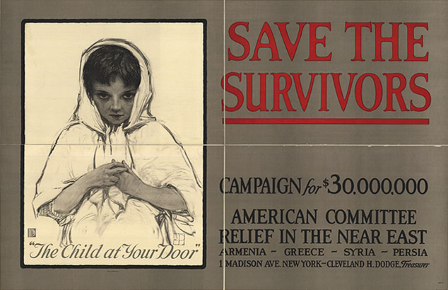 SAVE THE
SURVIVORS
CAMPAIGN for $30,000,000
AMERICAN COMMITTEE
RELIEF IN THE NEAR EAST
ARMENIA - GREECE - SYRIA - PERSIA
1 MADISON AVE. NEW YORK - CLEVELAND H. DODGE, Treasurer
"The Child at Your Door"